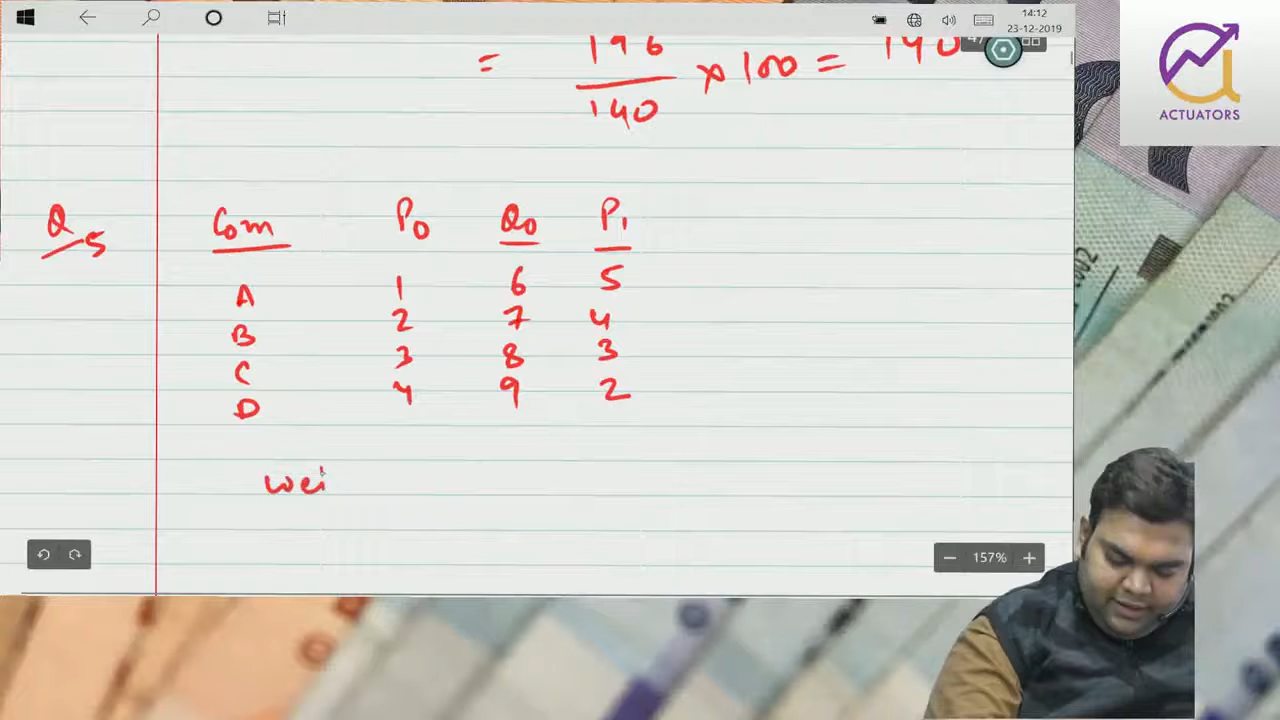 14:12
23-12-2019
= 196 / 140 × 100 = 140
ACTUATORS
Q 5 Com P0 Q0 P1
A 1 6 5
B 2 7 4
C 3 8 3
D 4 9 2
wei
157%